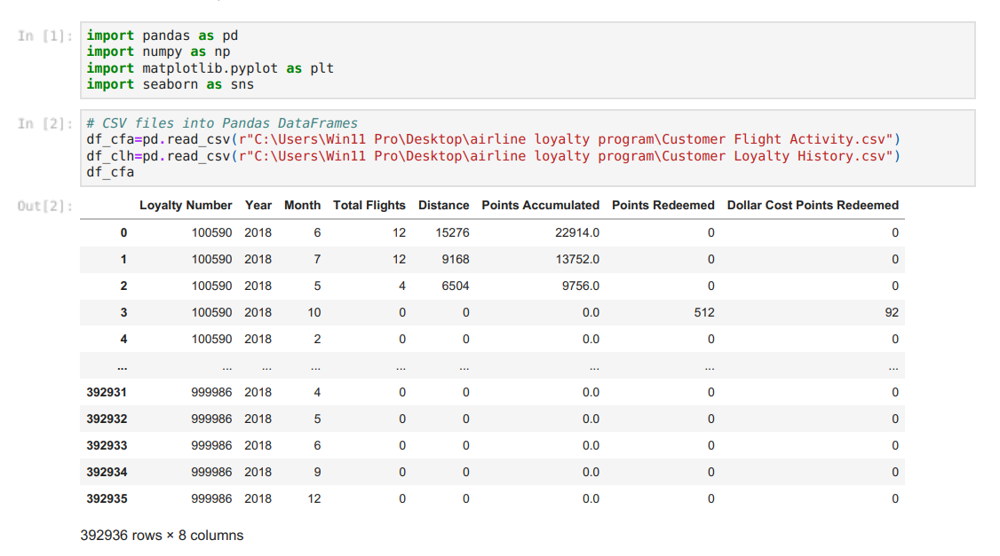 In [1]: import pandas as pd
import numpy as np
import matplotlib.pyplot as plt
import seaborn as sns
In [2]: # CSV files into Pandas DataFrames
df_cfa=pd.read_csv(r"C:\Users\Win11 Pro\Desktop\airline loyalty program\Customer Flight Activity.csv")
df_clh=pd.read_csv(r"C:\Users\Win11 Pro\Desktop\airline loyalty program\Customer Loyalty History.csv")
df_cfa
Out[2]: Loyalty Number Year Month Total Flights Distance Points Accumulated Points Redeemed Dollar Cost Points Redeemed
0 100590 2018 6 12 15276 22914.0 0 0
1 100590 2018 7 12 9168 13752.0 0 0
2 100590 2018 5 4 6504 9756.0 0 0
3 100590 2018 10 0 0 0.0 512 92
4 100590 2018 2 0 0 0.0 0 0
... ... ... ... ... ... ... ... ...
392931 999986 2018 4 0 0 0.0 0 0
392932 999986 2018 5 0 0 0.0 0 0
392933 999986 2018 6 0 0 0.0 0 0
392934 999986 2018 9 0 0 0.0 0 0
392935 999986 2018 12 0 0 0.0 0 0
392936 rows × 8 columns